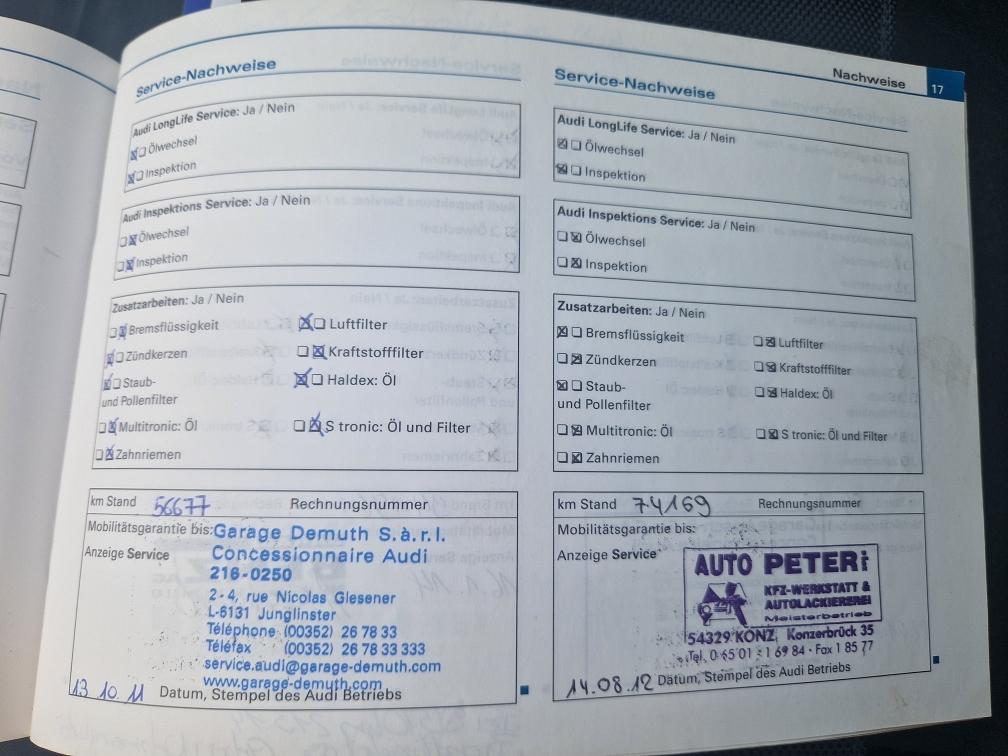 Nachweise 17
Service-Nachweise
Audi LongLife Service: Ja / Nein
Ölwechsel
Inspektion
Audi Inspektions Service: Ja / Nein
Ölwechsel
Inspektion
Zusatzarbeiten: Ja / Nein
Bremsflüssigkeit Luftfilter
Zündkerzen Kraftstofffilter
Staub- Haldex: Öl
und Pollenfilter
Multitronic: Öl S tronic: Öl und Filter
Zahnriemen
km Stand 56677 Rechnungsnummer
Mobilitätsgarantie bis:
Anzeige Service
Garage Demuth S.à.r.l.
Concessionnaire Audi
216-0250
2-4, rue Nicolas Glesener
L-6131 Junglinster
Téléphone (00352) 26 78 33
Téléfax (00352) 26 78 33 333
service.audi@garage-demuth.com
www.garage-demuth.com
13 10 11 Datum, Stempel des Audi Betriebs
Service-Nachweise
Audi LongLife Service: Ja / Nein
Ölwechsel
Inspektion
Audi Inspektions Service: Ja / Nein
Ölwechsel
Inspektion
Zusatzarbeiten: Ja / Nein
Bremsflüssigkeit Luftfilter
Zündkerzen Kraftstofffilter
Staub- Haldex: Öl
und Pollenfilter
Multitronic: Öl S tronic: Öl und Filter
Zahnriemen
km Stand 74169 Rechnungsnummer
Mobilitätsgarantie bis:
Anzeige Service
AUTO PETERi
KFZ-WERKSTATT &
AUTOLACKIEREREI
Meisterbetrieb
54329 KONZ, Konzerbrück 35
Tel. 0 65 01 - 1 69 84 · Fax 1 85 77
14.08.12 Datum, Stempel des Audi Betriebs